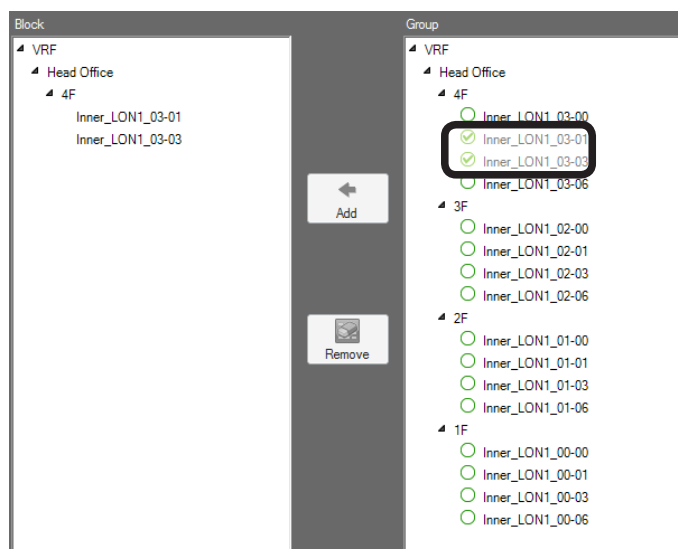 Block
VRF
Head Office
4F
Inner_LON1_03-01
Inner_LON1_03-03
Add
Remove
Group
VRF
Head Office
4F
Inner_LON1_03-00
Inner_LON1_03-01
Inner_LON1_03-03
Inner_LON1_03-06
3F
Inner_LON1_02-00
Inner_LON1_02-01
Inner_LON1_02-03
Inner_LON1_02-06
2F
Inner_LON1_01-00
Inner_LON1_01-01
Inner_LON1_01-03
Inner_LON1_01-06
1F
Inner_LON1_00-00
Inner_LON1_00-01
Inner_LON1_00-03
Inner_LON1_00-06